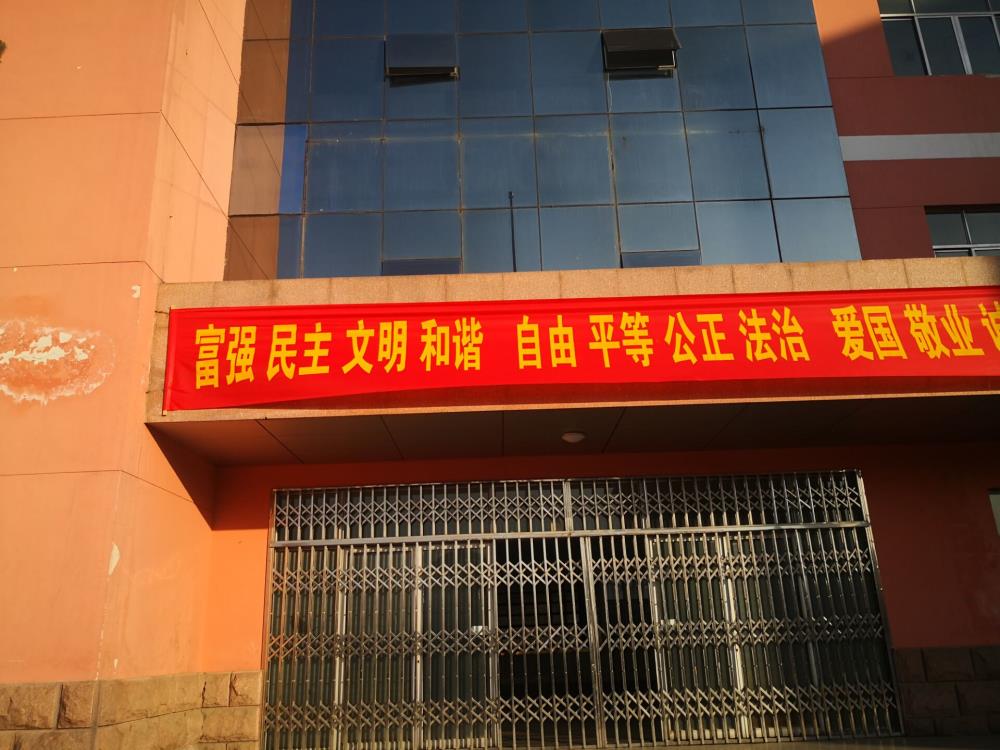 富强 民主 文明 和谐 自由 平等 公正 法治 爱国 敬业